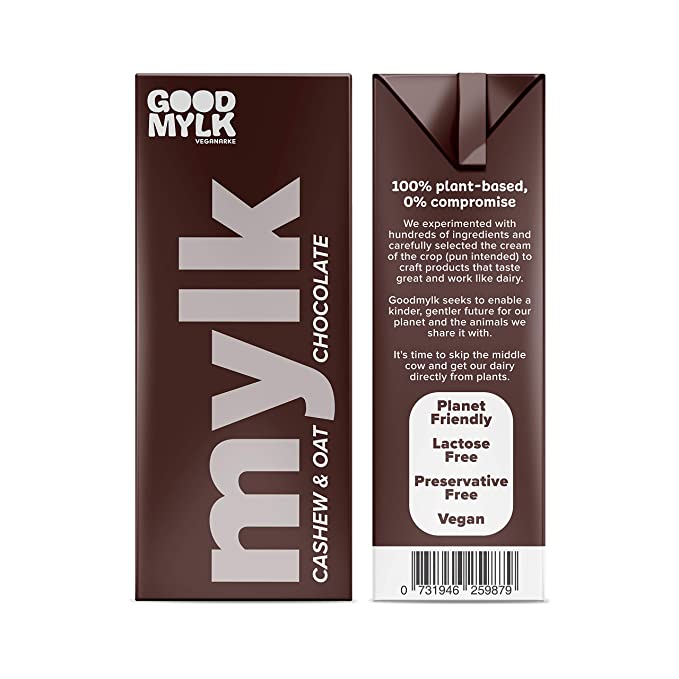 GOOD
MYLK
VEGANARKE
mylk
CASHEW & OAT CHOCOLATE
100% plant-based,
0% compromise
We experimented with
hundreds of ingredients and
carefully selected the cream
of the crop (pun intended) to
craft products that taste
great and work like dairy.
Goodmylk seeks to enable a
kinder, gentler future for our
planet and the animals we
share it with.
It's time to skip the middle
cow and get our dairy
directly from plants.
Planet
Friendly
Lactose
Free
Preservative
Free
Vegan
0 731946 259879